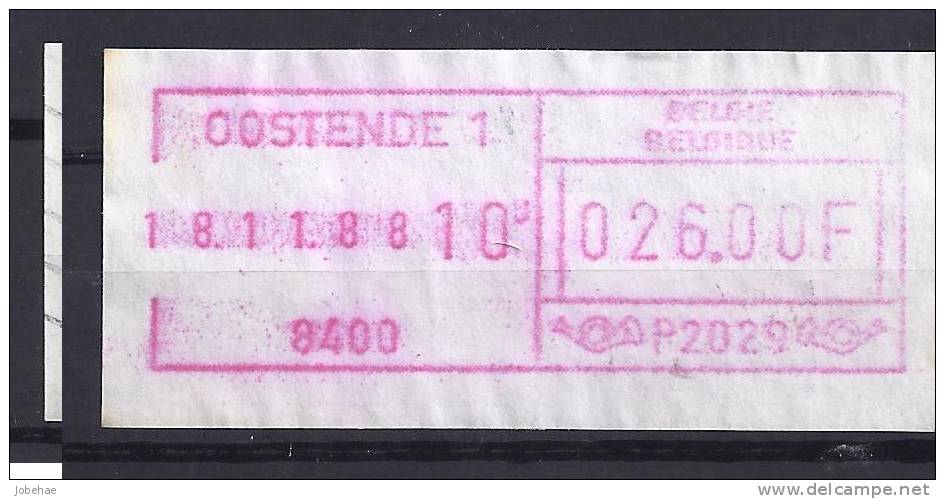 OOSTENDE 1
BELGIE
BELGIQUE
18.11.88 10
026.00F
8400
P2029
jobehae
www.delcampe.net